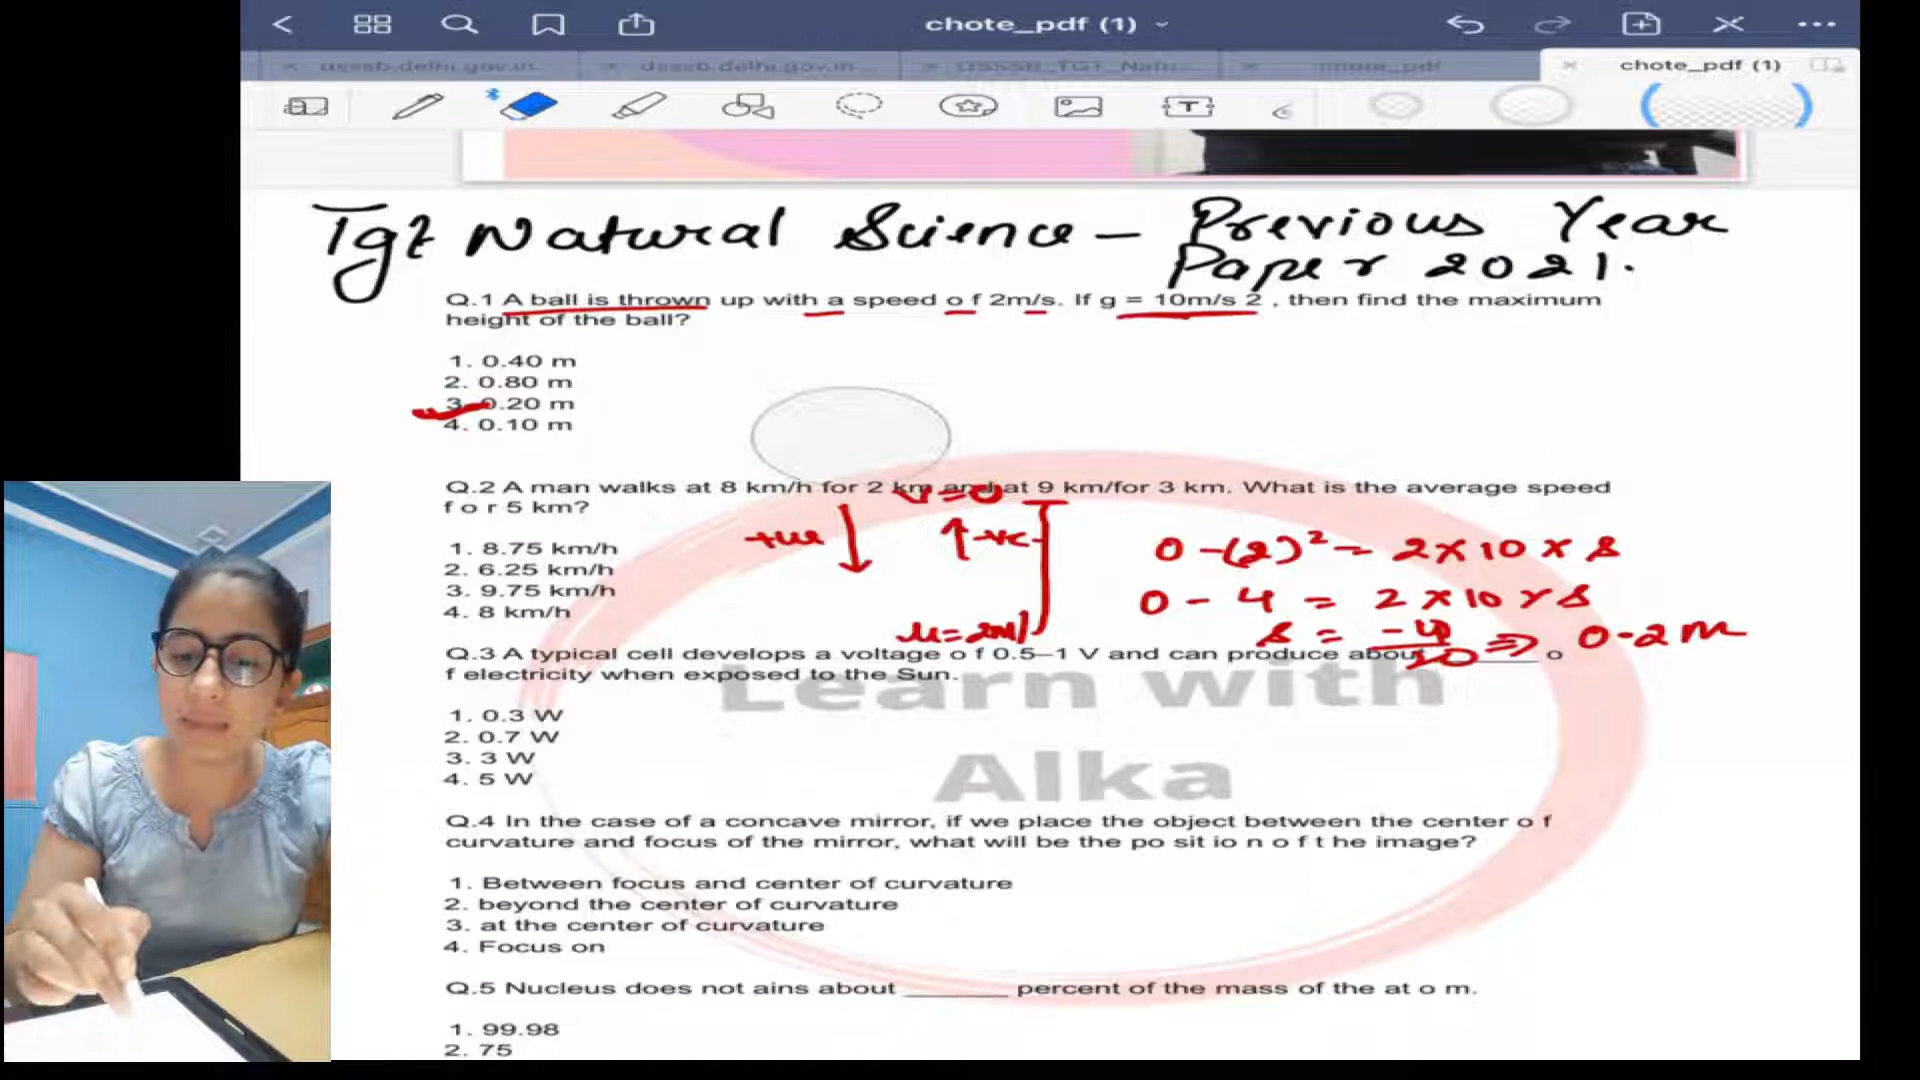 chote_pdf (1)
dsssb.delhi.gov.in...
chote_pdf (1)
T
Tgt Natural Science - Previous Year
Paper 2021.
Q.1 A ball is thrown up with a speed o f 2m/s. If g = 10m/s 2 , then find the maximum
height of the ball?
1. 0.40 m
2. 0.80 m
3. 0.20 m
4. 0.10 m
Q.2 A man walks at 8 km/h for 2 km and at 9 km/for 3 km. What is the average speed
f o r 5 km?
v=0
+ve
-ve
1. 8.75 km/h
2. 6.25 km/h
3. 9.75 km/h
4. 8 km/h
u=2m/
0-(2)² = 2×10×s
0-4 = 2×10×s
⇒ 0.2m
Q.3 A typical cell develops a voltage o f 0.5–1 V and can produce about ______ o
f electricity when exposed to the Sun.
1. 0.3 W
2. 0.7 W
3. 3 W
4. 5 W
Learn with
Alka
Q.4 In the case of a concave mirror, if we place the object between the center o f
curvature and focus of the mirror, what will be the po sit io n o f t he image?
1. Between focus and center of curvature
2. beyond the center of curvature
3. at the center of curvature
4. Focus on
Q.5 Nucleus does not ains about ______ percent of the mass of the at o m.
1. 99.98
2. 75